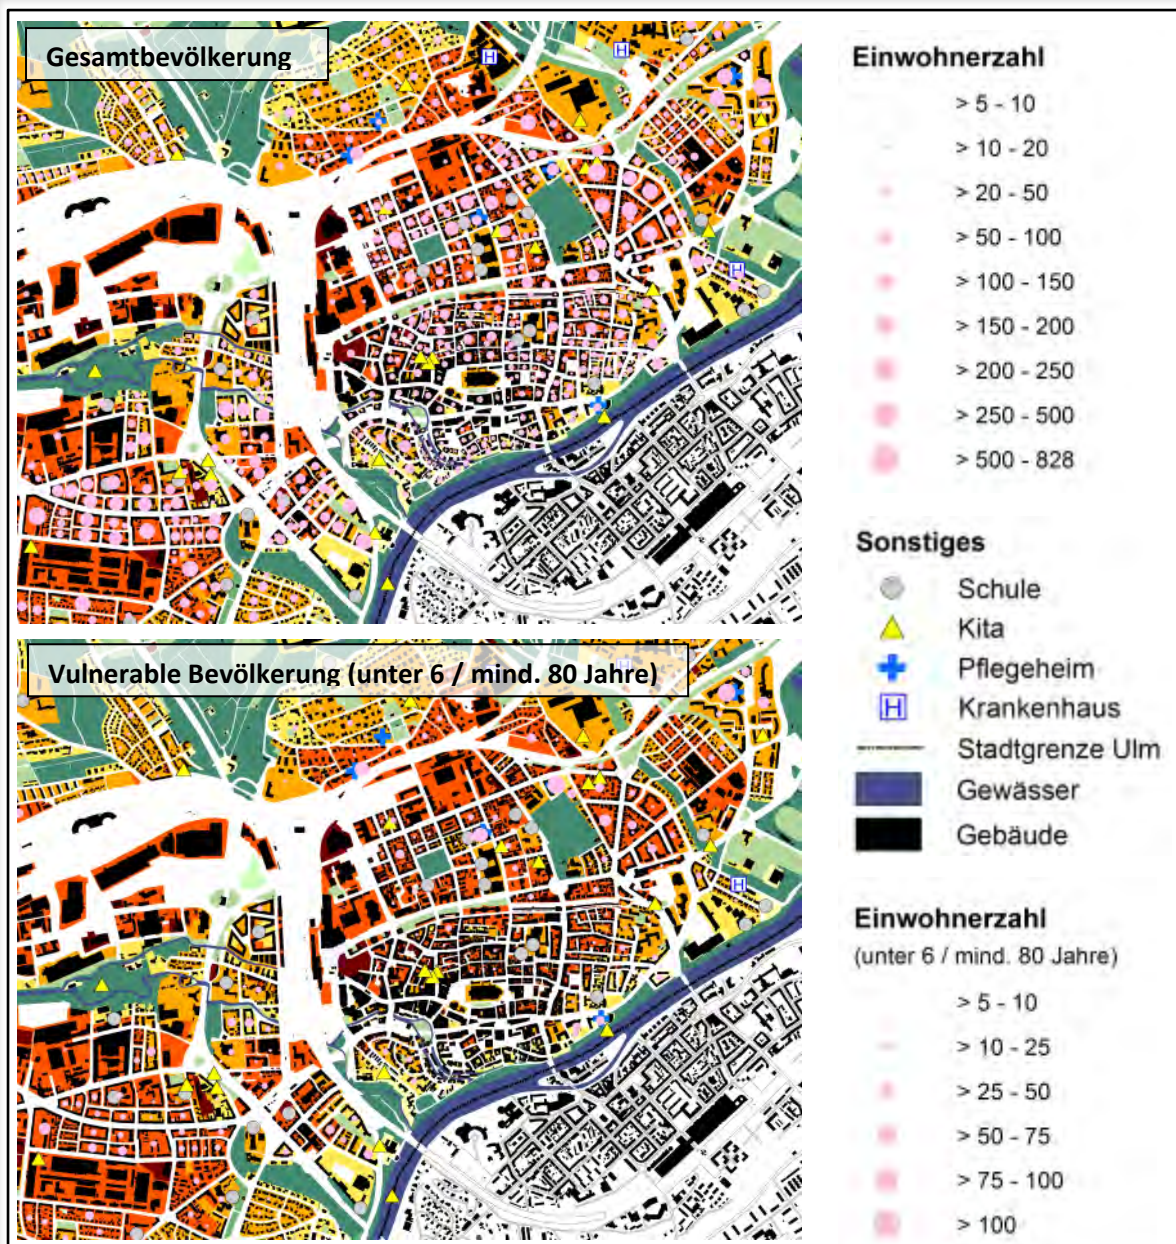 Gesamtbevölkerung
H
H
H
Einwohnerzahl
> 5 - 10
> 10 - 20
> 20 - 50
> 50 - 100
> 100 - 150
> 150 - 200
> 200 - 250
> 250 - 500
> 500 - 828
Sonstiges
Schule
Kita
Pflegeheim
H Krankenhaus
Stadtgrenze Ulm
Gewässer
Gebäude
Vulnerable Bevölkerung (unter 6 / mind. 80 Jahre)
H
Einwohnerzahl
(unter 6 / mind. 80 Jahre)
> 5 - 10
> 10 - 25
> 25 - 50
> 50 - 75
> 75 - 100
> 100